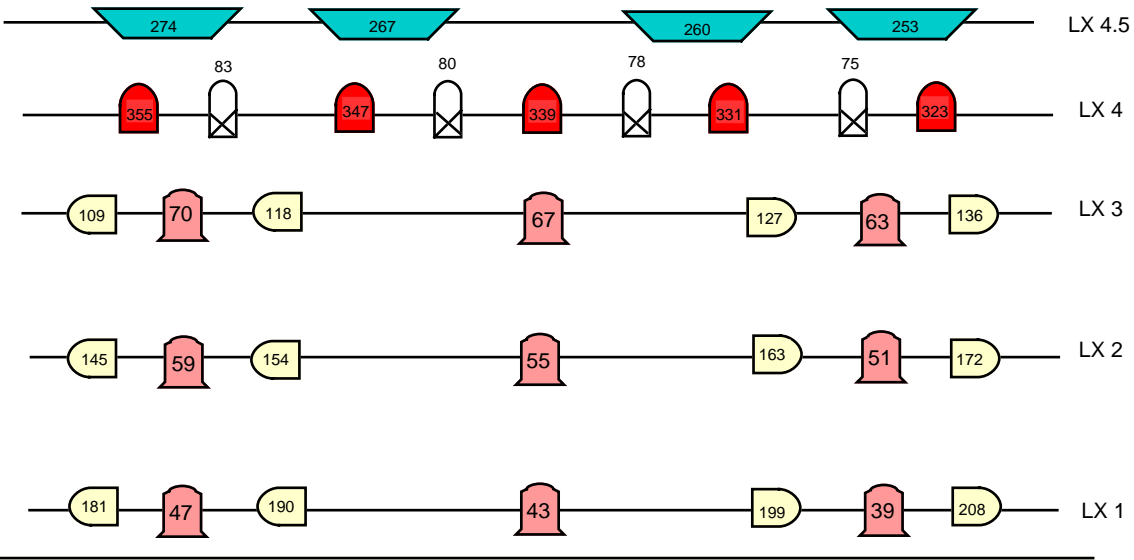 274 267 260 253 LX 4.5
83 80 78 75
355 347 339 331 323 LX 4
109 70 118 67 127 63 136 LX 3
145 59 154 55 163 51 172 LX 2
181 47 190 43 199 39 208 LX 1